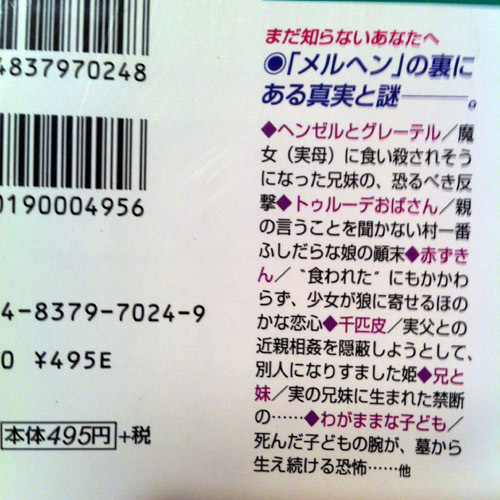 4837970248
0190004956
4-8379-7024-9
0 ¥495E
本体495円+税
まだ知らないあなたへ
◉「メルヘン」の裏に
ある真実と謎───。
◆ヘンゼルとグレーテル／魔
女（実母）に食い殺されそう
になった兄妹の、恐るべき反
撃◆トゥルーデおばさん／親
の言うことを聞かない村一番
ふしだらな娘の顚末◆赤ずき
ん／〝食われた〟にもかかわ
らず、少女が狼に寄せるほの
かな恋心◆千匹皮／実父との
近親相姦を隠蔽しようとして、
別人になりすました姫◆兄と
妹／実の兄妹に生まれた禁断
の……◆わがままな子ども／
死んだ子どもの腕が、墓から
生え続ける恐怖……他